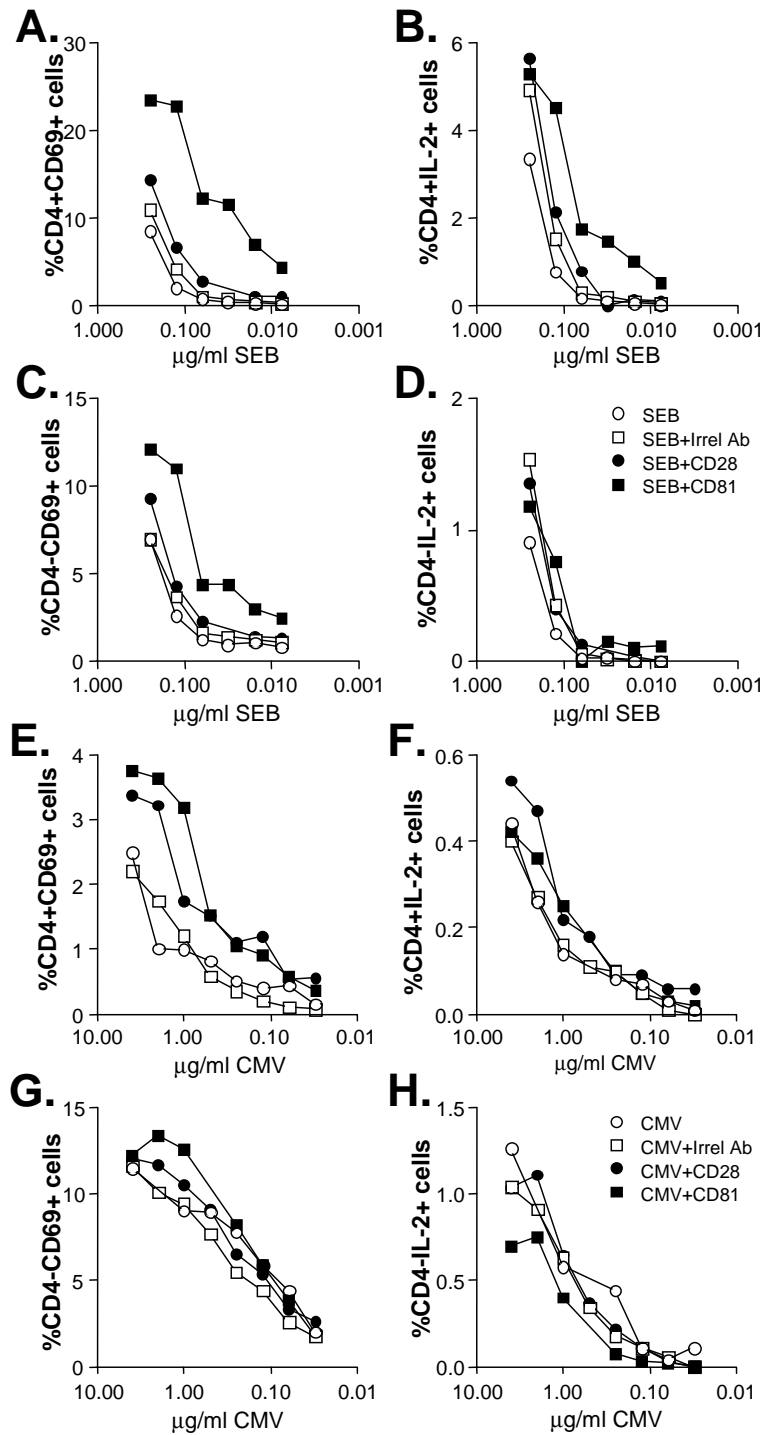 A.
%CD4+CD69+ cells
30
20
10
0
1.000 0.100 0.010 0.001
µg/ml SEB
B.
%CD4+IL-2+ cells
6
4
2
0
1.000 0.100 0.010 0.001
µg/ml SEB
C.
%CD4-CD69+ cells
15
10
5
0
1.000 0.100 0.010 0.001
µg/ml SEB
D.
%CD4-IL-2+ cells
2
1
0
1.000 0.100 0.010 0.001
µg/ml SEB
SEB
SEB+Irrel Ab
SEB+CD28
SEB+CD81
E.
%CD4+CD69+ cells
4
3
2
1
0
10.00 1.00 0.10 0.01
µg/ml CMV
F.
%CD4+IL-2+ cells
0.6
0.4
0.2
0.0
10.00 1.00 0.10 0.01
µg/ml CMV
G.
%CD4-CD69+ cells
15
10
5
0
10.00 1.00 0.10 0.01
µg/ml CMV
H.
%CD4-IL-2+ cells
1.5
1.0
0.5
0.0
10.00 1.00 0.10 0.01
µg/ml CMV
CMV
CMV+Irrel Ab
CMV+CD28
CMV+CD81